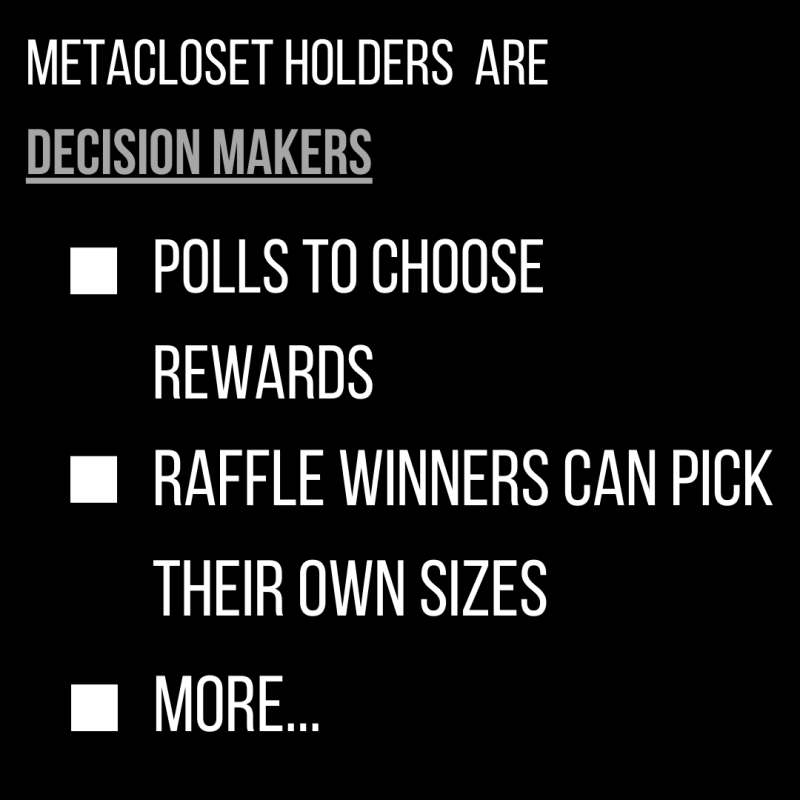 METACLOSET HOLDERS ARE
DECISION MAKERS
POLLS TO CHOOSE
REWARDS
RAFFLE WINNERS CAN PICK
THEIR OWN SIZES
MORE...